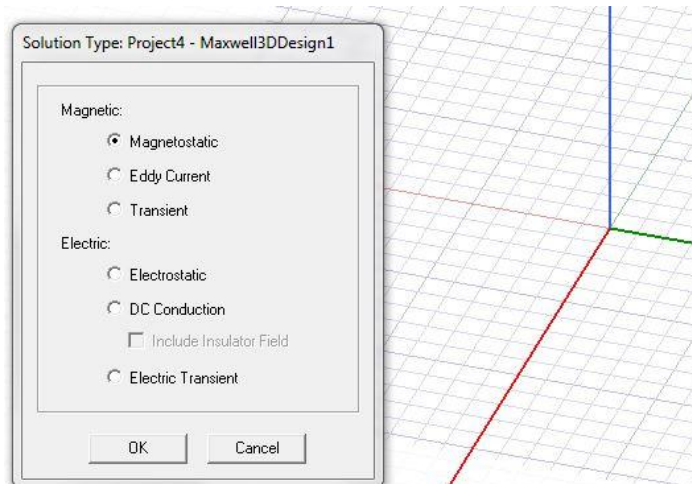 Solution Type: Project4 - Maxwell3DDesign1
Magnetic:
Magnetostatic
Eddy Current
Transient
Electric:
Electrostatic
DC Conduction
Include Insulator Field
Electric Transient
OK Cancel